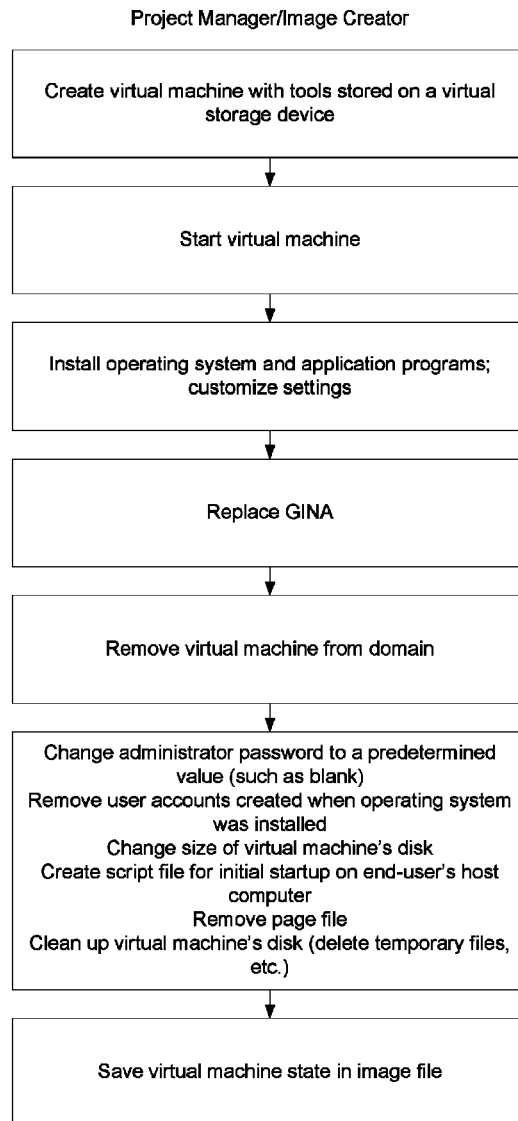 Project Manager/Image Creator
Create virtual machine with tools stored on a virtual
storage device
Start virtual machine
Install operating system and application programs;
customize settings
Replace GINA
Remove virtual machine from domain
Change administrator password to a predetermined
value (such as blank)
Remove user accounts created when operating system
was installed
Change size of virtual machine's disk
Create script file for initial startup on end-user's host
computer
Remove page file
Clean up virtual machine's disk (delete temporary files,
etc.)
Save virtual machine state in image file